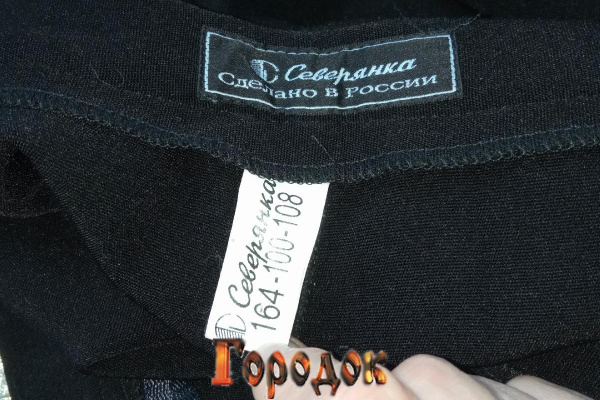 Северянка
Сделано в России
Северянка
164-100-108
Городок